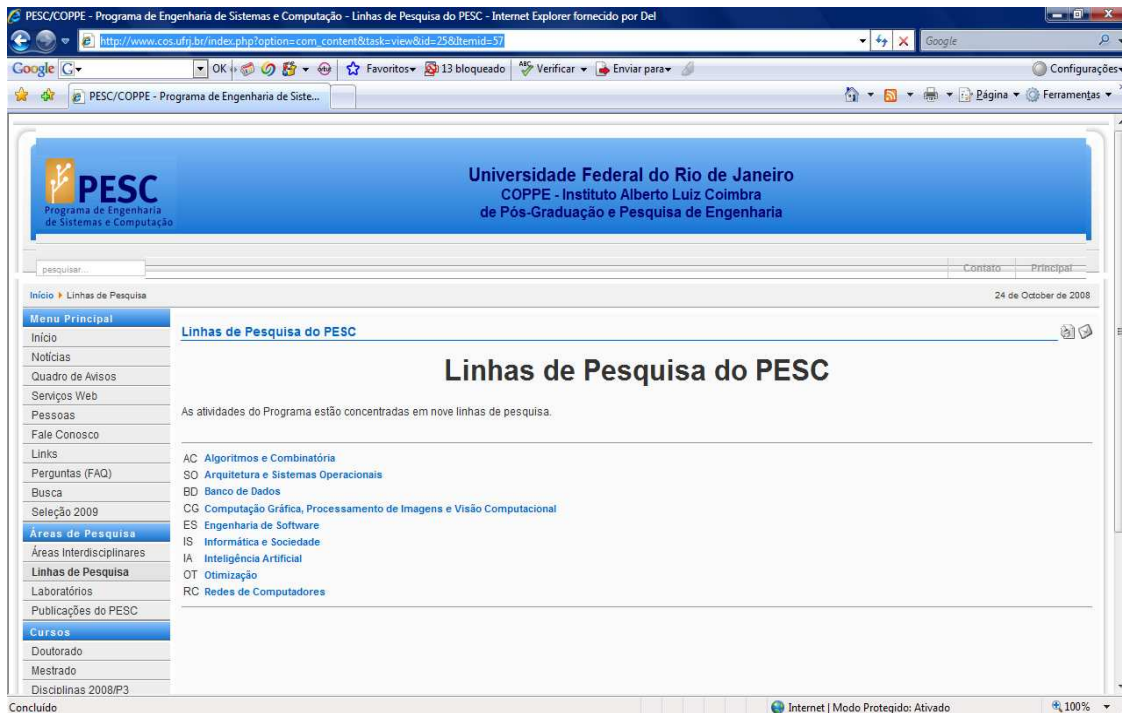 PESC/COPPE - Programa de Engenharia de Sistemas e Computação - Linhas de Pesquisa do PESC - Internet Explorer fornecido por Del
http://www.cos.ufrj.br/index.php?option=com_content&task=view&id=25&Itemid=57
Google
Google G OK Favoritos 13 bloqueado ABC Verificar Enviar para Configurações
PESC/COPPE - Programa de Engenharia de Siste... Página Ferramentas
PESC
Programa de Engenharia
de Sistemas e Computação
Universidade Federal do Rio de Janeiro
COPPE - Instituto Alberto Luiz Coimbra
de Pós-Graduação e Pesquisa de Engenharia
pesquisar... Contato Principal
Início Linhas de Pesquisa 24 de October de 2008
Menu Principal
Início
Notícias
Quadro de Avisos
Serviços Web
Pessoas
Fale Conosco
Links
Perguntas (FAQ)
Busca
Seleção 2009
Áreas de Pesquisa
Áreas Interdisciplinares
Linhas de Pesquisa
Laboratórios
Publicações do PESC
Cursos
Doutorado
Mestrado
Disciplinas 2008/P3
Linhas de Pesquisa do PESC
Linhas de Pesquisa do PESC
As atividades do Programa estão concentradas em nove linhas de pesquisa.
AC Algoritmos e Combinatória
SO Arquitetura e Sistemas Operacionais
BD Banco de Dados
CG Computação Gráfica, Processamento de Imagens e Visão Computacional
ES Engenharia de Software
IS Informática e Sociedade
IA Inteligência Artificial
OT Otimização
RC Redes de Computadores
Concluído Internet | Modo Protegido: Ativado 100%